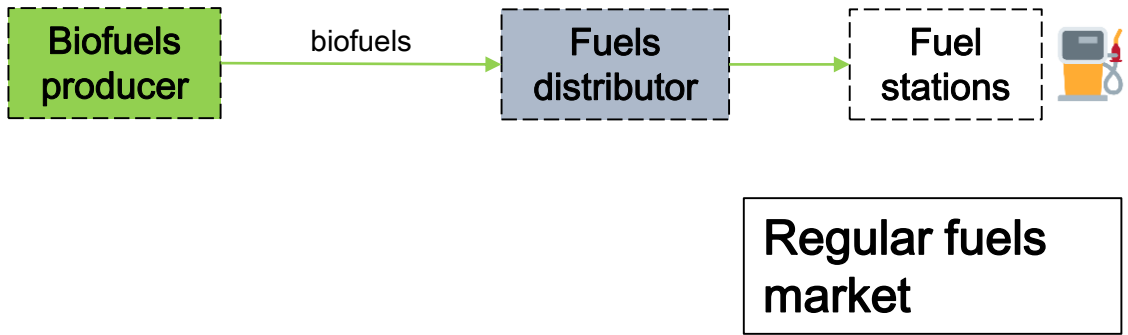 Biofuels
producer
biofuels
Fuels
distributor
Fuel
stations
Regular fuels
market